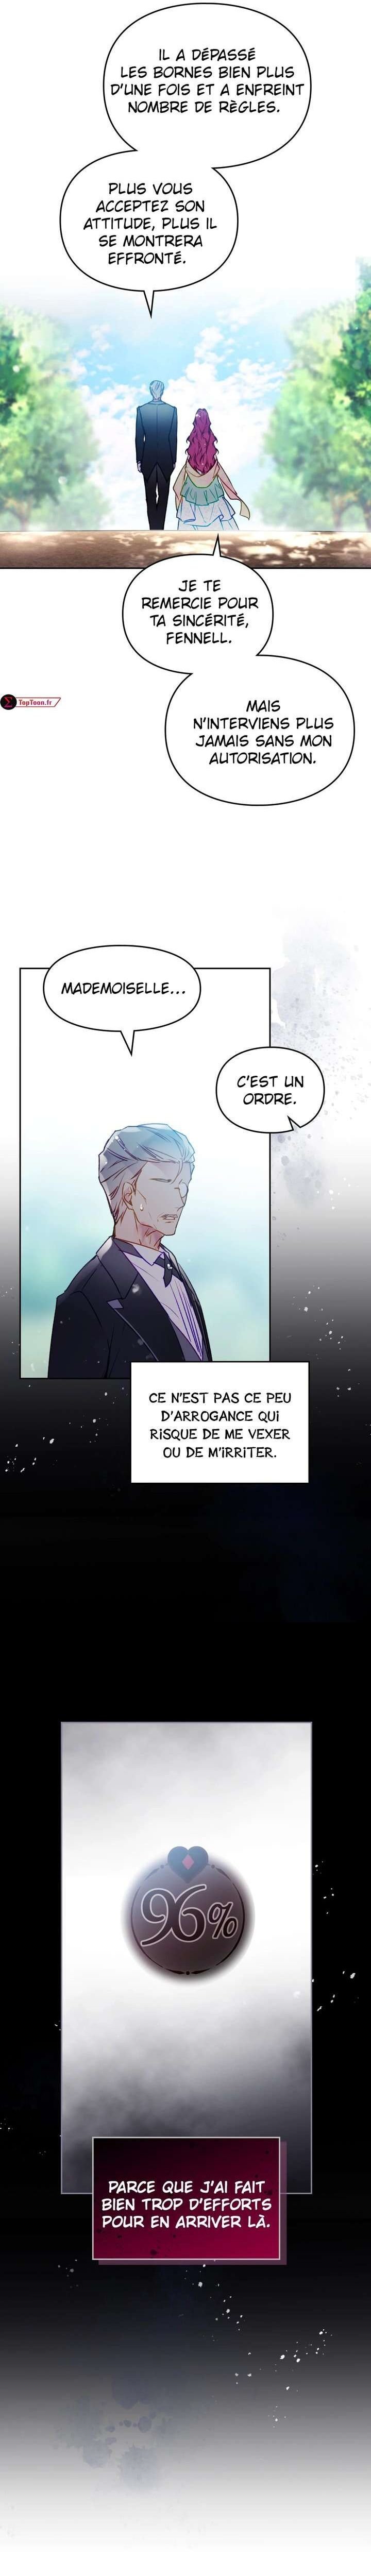 IL A DÉPASSÉ
LES BORNES BIEN PLUS
D'UNE FOIS ET A ENFREINT
NOMBRE DE RÈGLES.
PLUS VOUS
ACCEPTEZ SON
ATTITUDE, PLUS IL
SE MONTRERA
EFFRONTÉ.
JE TE
REMERCIE POUR
TA SINCÉRITÉ,
FENNELL.
TopToon.fr
MAIS
N'INTERVIENS PLUS
JAMAIS SANS MON
AUTORISATION.
MADEMOISELLE...
C'EST UN
ORDRE.
CE N'EST PAS CE PEU
D'ARROGANCE QUI
RISQUE DE ME VEXER
OU DE M'IRRITER.
96%
PARCE QUE J'AI FAIT
BIEN TROP D'EFFORTS
POUR EN ARRIVER LÀ.